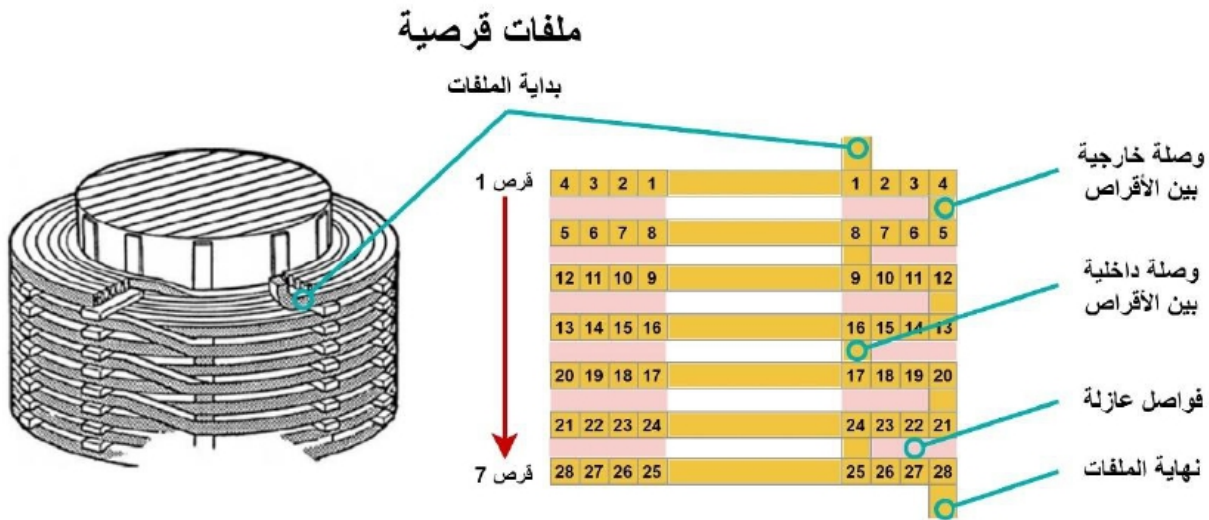 ملفات قرصية
بداية الملفات
وصلة خارجية
بين الأقراص
قرص 1
4 3 2 1 1 2 3 4
5 6 7 8 8 7 6 5
وصلة داخلية
بين الأقراص
12 11 10 9 9 10 11 12
13 14 15 16 16 15 14 13
20 19 18 17 17 18 19 20
فواصل عازلة
21 22 23 24 24 23 22 21
قرص 7
28 27 26 25 25 26 27 28
نهاية الملفات